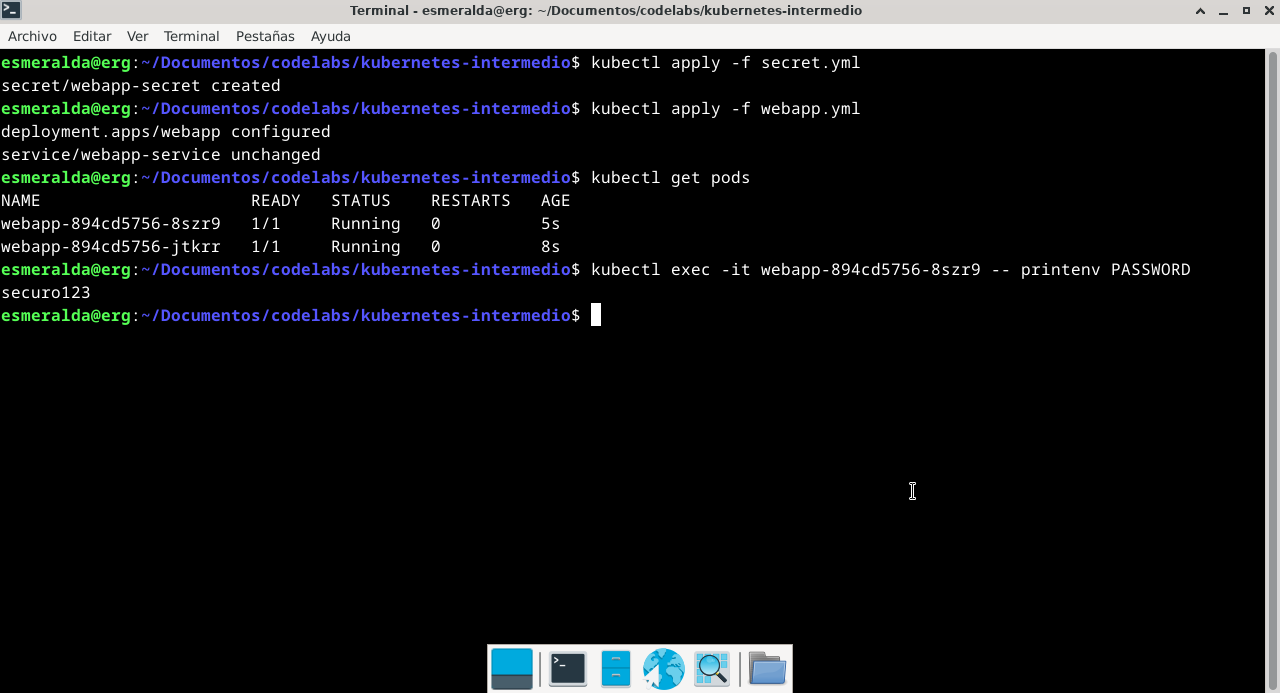 Terminal - esmeralda@erg: ~/Documentos/codelabs/kubernetes-intermedio
Archivo Editar Ver Terminal Pestañas Ayuda
esmeralda@erg:~/Documentos/codelabs/kubernetes-intermedio$ kubectl apply -f secret.yml
secret/webapp-secret created
esmeralda@erg:~/Documentos/codelabs/kubernetes-intermedio$ kubectl apply -f webapp.yml
deployment.apps/webapp configured
service/webapp-service unchanged
esmeralda@erg:~/Documentos/codelabs/kubernetes-intermedio$ kubectl get pods
NAME READY STATUS RESTARTS AGE
webapp-894cd5756-8szr9 1/1 Running 0 5s
webapp-894cd5756-jtkrr 1/1 Running 0 8s
esmeralda@erg:~/Documentos/codelabs/kubernetes-intermedio$ kubectl exec -it webapp-894cd5756-8szr9 -- printenv PASSWORD
securo123
esmeralda@erg:~/Documentos/codelabs/kubernetes-intermedio$